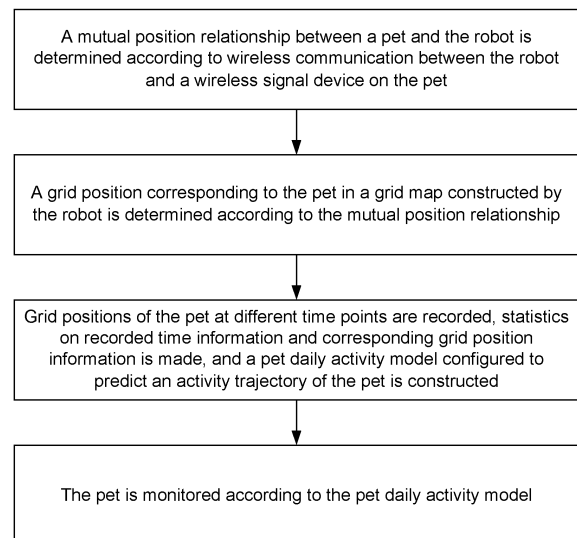 A mutual position relationship between a pet and the robot is
determined according to wireless communication between the robot
and a wireless signal device on the pet
A grid position corresponding to the pet in a grid map constructed by
the robot is determined according to the mutual position relationship
Grid positions of the pet at different time points are recorded, statistics
on recorded time information and corresponding grid position
information is made, and a pet daily activity model configured to
predict an activity trajectory of the pet is constructed
The pet is monitored according to the pet daily activity model